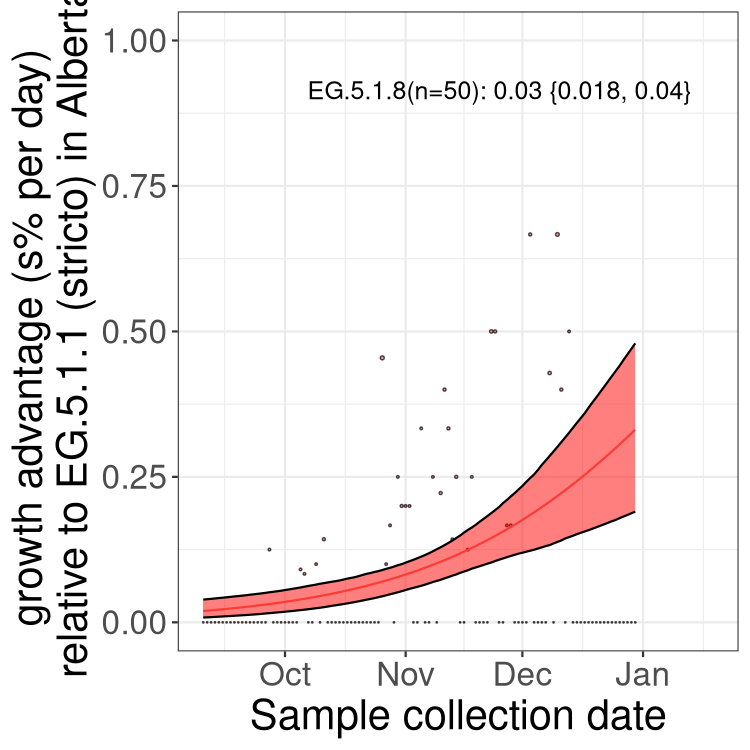 growth advantage (s% per day)
relative to EG.5.1.1 (stricto) in Alberta
1.00
0.75
0.50
0.25
0.00
EG.5.1.8(n=50): 0.03 {0.018, 0.04}
Oct Nov Dec Jan
Sample collection date